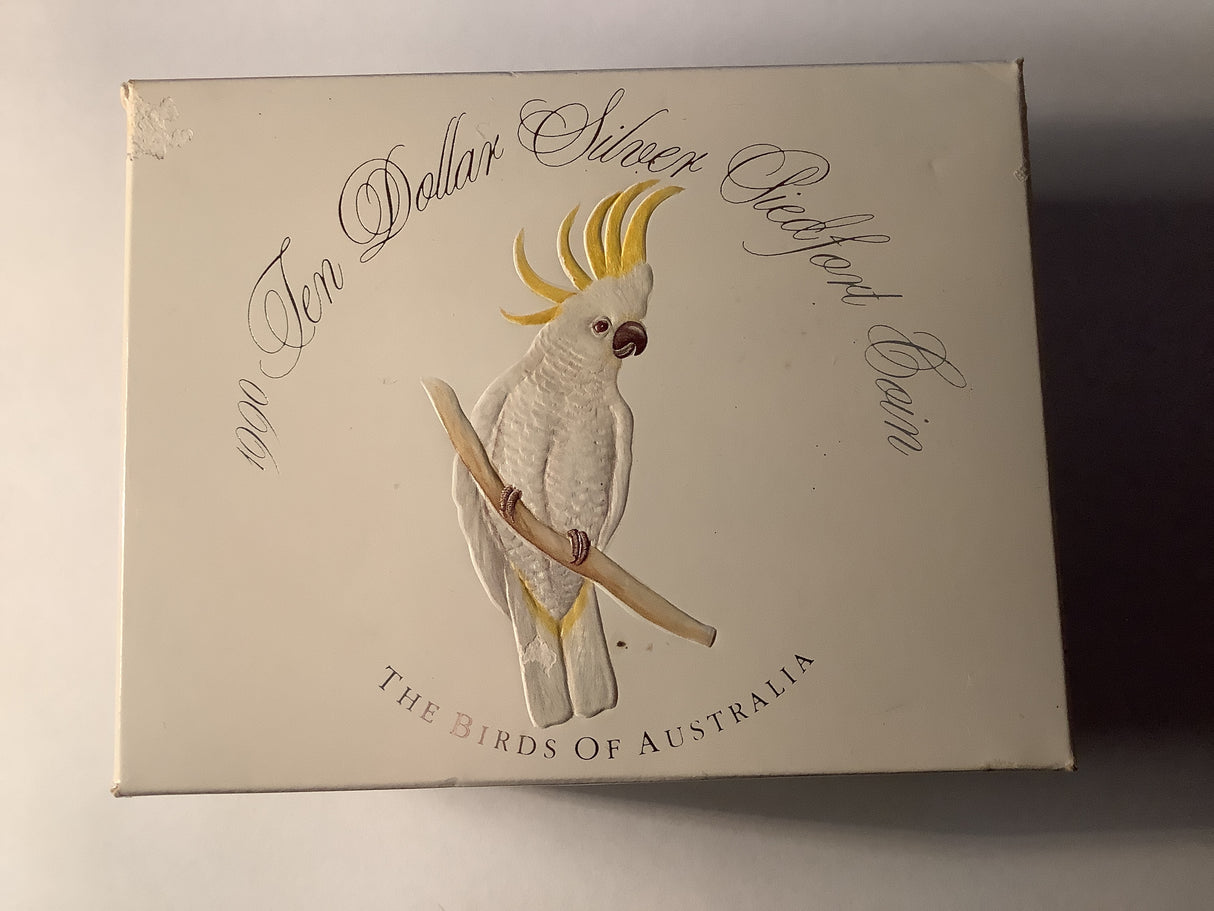 1990 Ten Dollar Silver Piedfort Coin
THE BIRDS OF AUSTRALIA